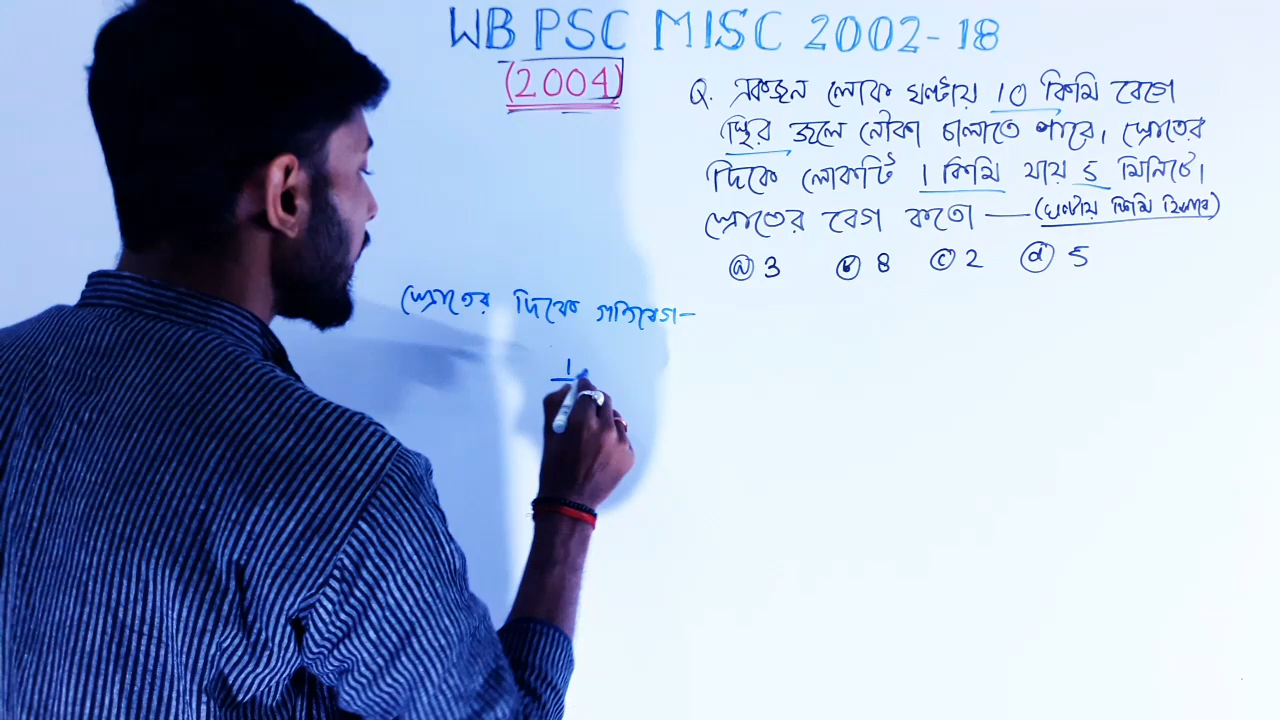 WB PSC MISC 2002-18
(2004)
Q. একজন লোক ঘণ্টায় 10 কিমি বেগে
স্থির জলে নৌকা চালাতে পারে। স্রোতের
দিকে লোকটি 1 কিমি যায় 5 মিনিটে।
স্রোতের বেগ কতো — (ঘণ্টায় কিমি হিসাবে)
(a) 3 (b) 8 (c) 2 (d) 5
স্রোতের দিকে গতিবেগ-
1